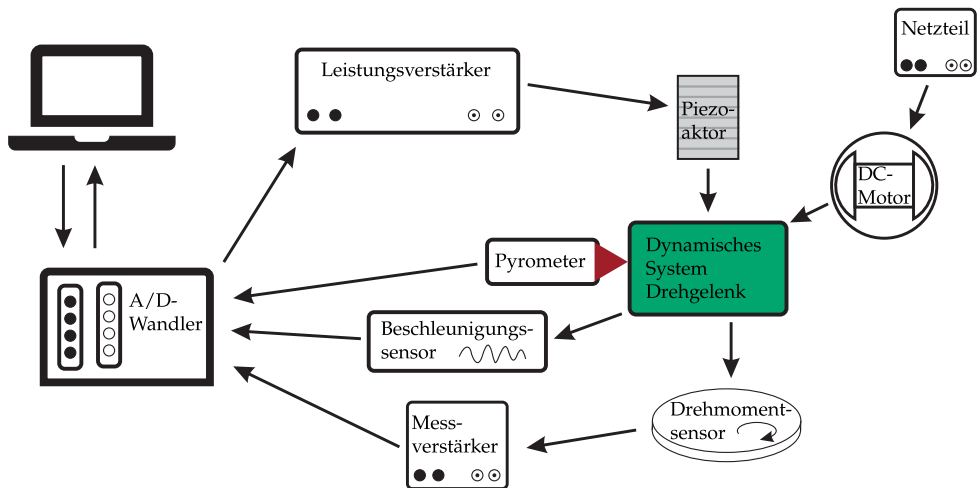 Netzteil
Leistungsverstärker
Piezo-
aktor
DC-
Motor
Dynamisches
System
Drehgelenk
Pyrometer
A/D-
Wandler
Beschleunigungs-
sensor
Drehmoment-
sensor
Mess-
verstärker